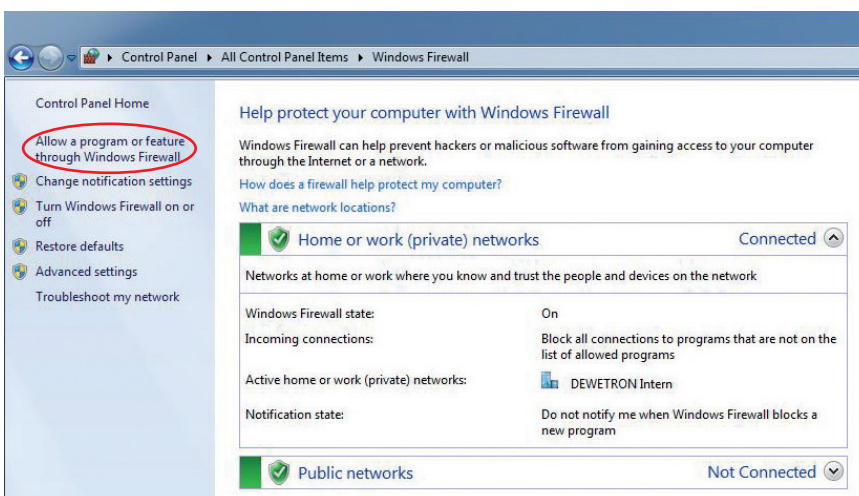 Control Panel ▸ All Control Panel Items ▸ Windows Firewall
Control Panel Home
Allow a program or feature
through Windows Firewall
Change notification settings
Turn Windows Firewall on or
off
Restore defaults
Advanced settings
Troubleshoot my network
Help protect your computer with Windows Firewall
Windows Firewall can help prevent hackers or malicious software from gaining access to your computer
through the Internet or a network.
How does a firewall help protect my computer?
What are network locations?
Home or work (private) networks Connected
Networks at home or work where you know and trust the people and devices on the network
Windows Firewall state: On
Incoming connections: Block all connections to programs that are not on the
list of allowed programs
Active home or work (private) networks: DEWETRON Intern
Notification state: Do not notify me when Windows Firewall blocks a
new program
Public networks Not Connected